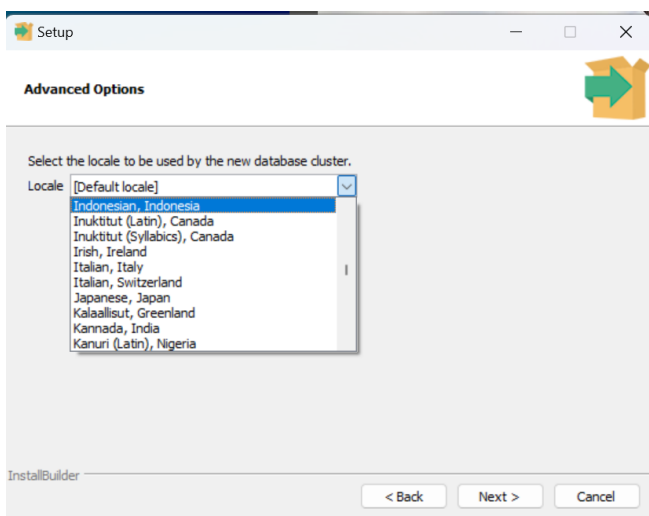 Setup
Advanced Options
Select the locale to be used by the new database cluster.
Locale [Default locale]
Indonesian, Indonesia
Inuktitut (Latin), Canada
Inuktitut (Syllabics), Canada
Irish, Ireland
Italian, Italy
Italian, Switzerland
Japanese, Japan
Kalaallisut, Greenland
Kannada, India
Kanuri (Latin), Nigeria
InstallBuilder
< Back Next > Cancel